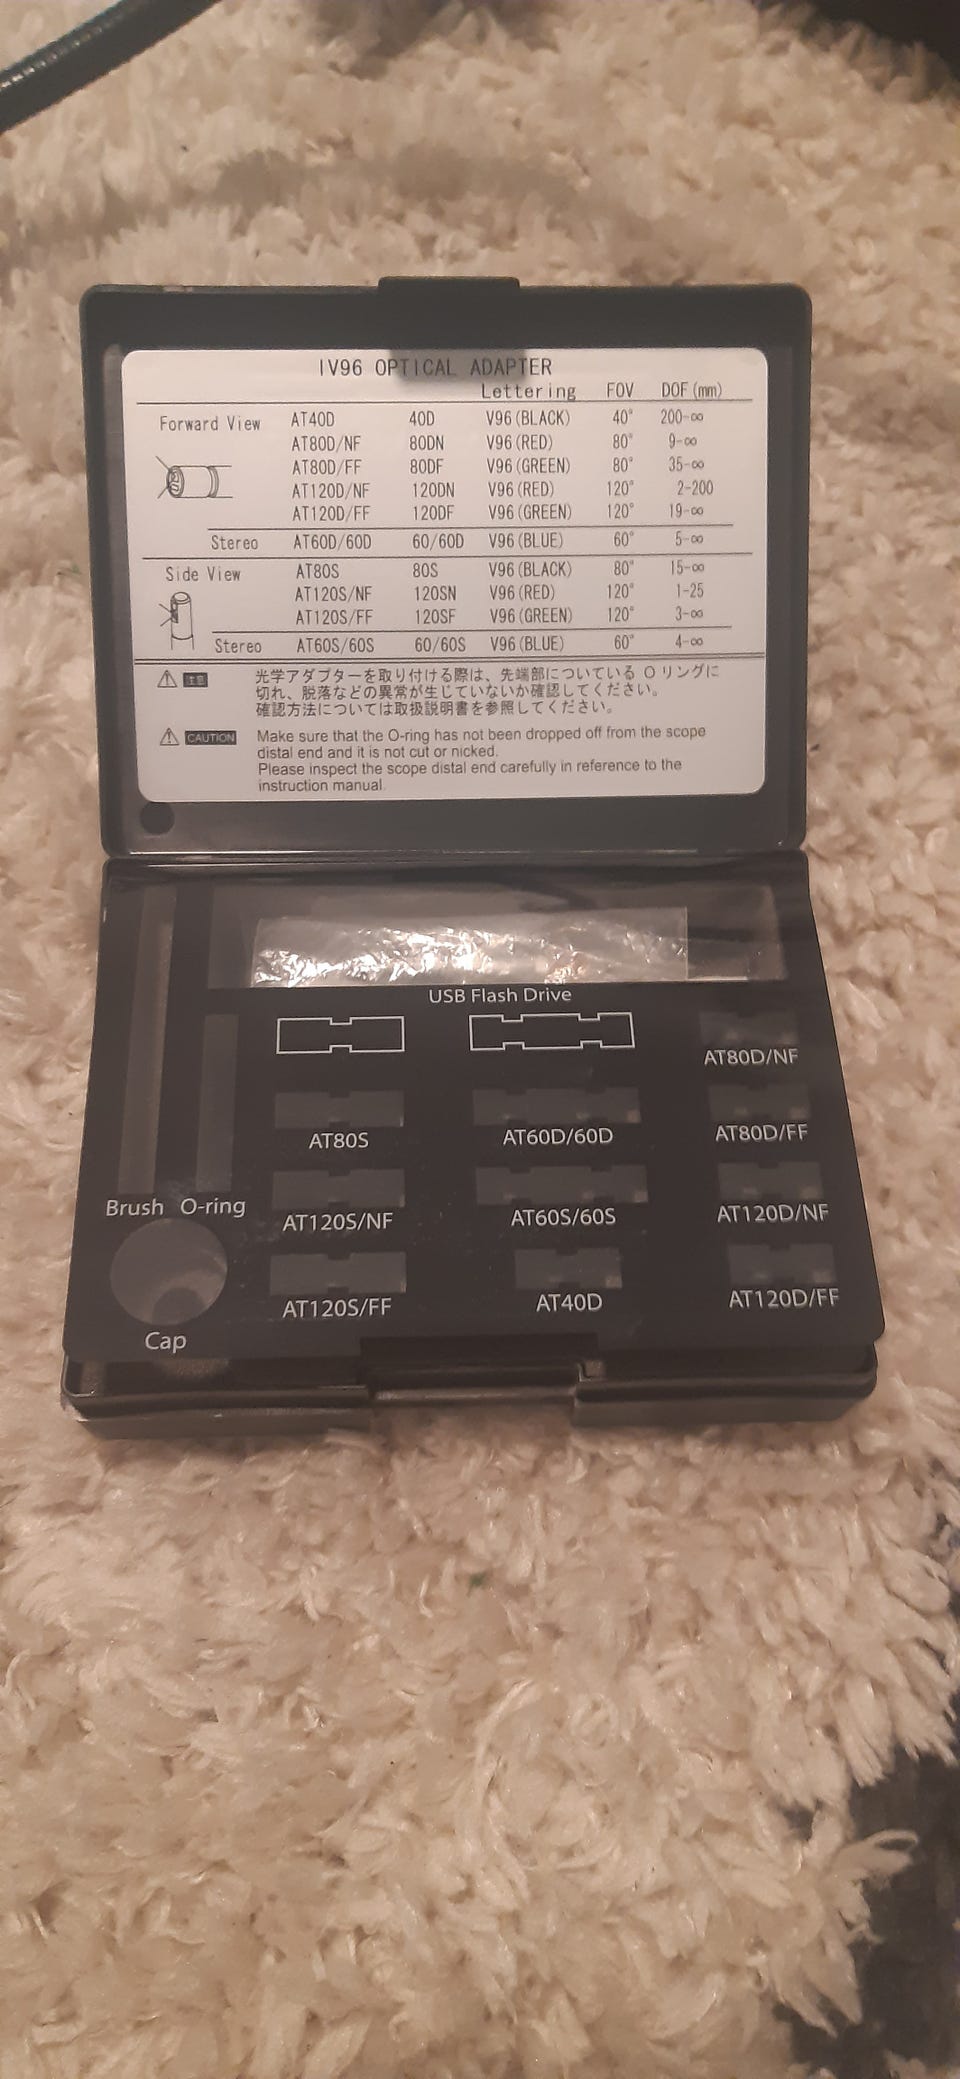 IV96 OPTICAL ADAPTER
Lettering FOV DOF(mm)
Forward View AT40D 40D V96(BLACK) 40° 200-∞
AT80D/NF 80DN V96(RED) 80° 9-∞
AT80D/FF 80DF V96(GREEN) 80° 35-∞
AT120D/NF 120DN V96(RED) 120° 2-200
AT120D/FF 120DF V96(GREEN) 120° 19-∞
Stereo AT60D/60D 60/60D V96(BLUE) 60° 5-∞
Side View AT80S 80S V96(BLACK) 80° 15-∞
AT120S/NF 120SN V96(RED) 120° 1-25
AT120S/FF 120SF V96(GREEN) 120° 3-∞
Stereo AT60S/60S 60/60S V96(BLUE) 60° 4-∞
注意 光学アダプターを取り付ける際は、先端部についている Oリングに
切れ、脱落などの異常が生じていないか確認してください。
確認方法については取扱説明書を参照してください。
CAUTION Make sure that the O-ring has not been dropped off from the scope
distal end and it is not cut or nicked.
Please inspect the scope distal end carefully in reference to the
instruction manual.
USB Flash Drive
AT80D/NF
AT80S AT60D/60D AT80D/FF
Brush O-ring AT120S/NF AT60S/60S AT120D/NF
AT120S/FF AT40D AT120D/FF
Cap